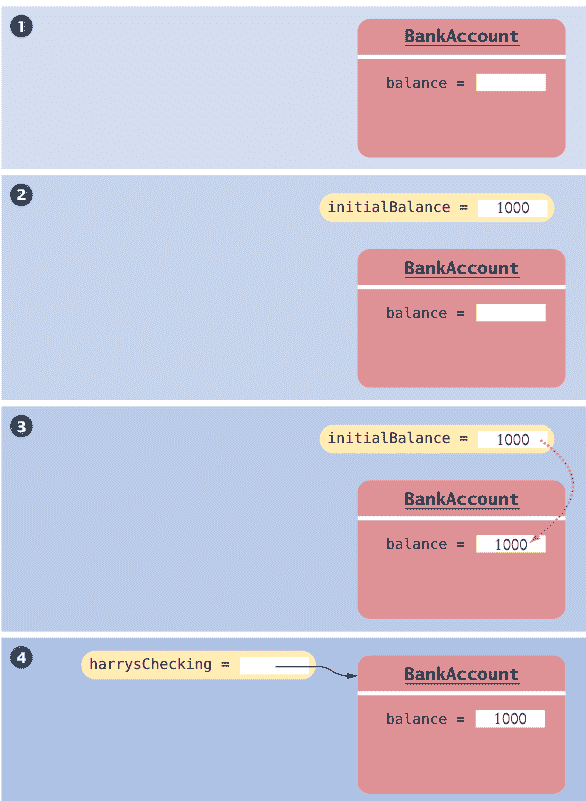 1
BankAccount
balance =
2
initialBalance = 1000
BankAccount
balance =
3
initialBalance = 1000
BankAccount
balance = 1000
4
harrysChecking =
BankAccount
balance = 1000